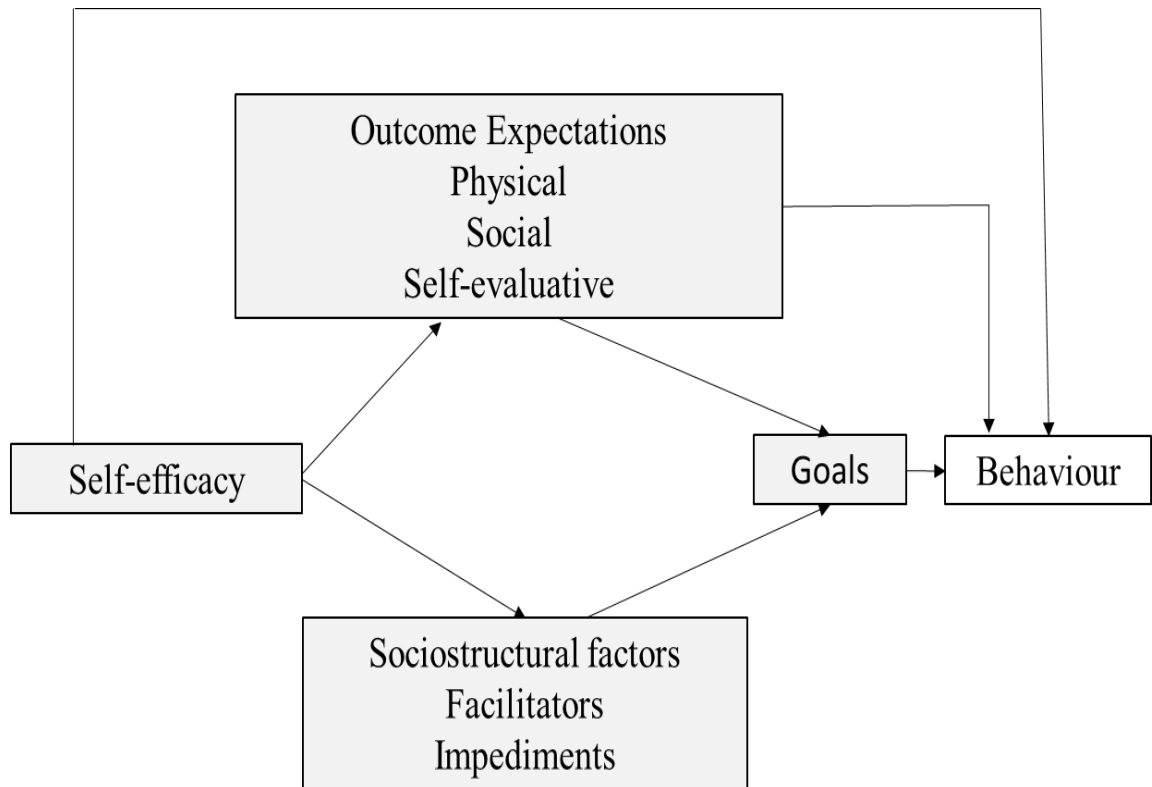 Outcome Expectations
Physical
Social
Self-evaluative
Self-efficacy
Goals
Behaviour
Sociostructural factors
Facilitators
Impediments